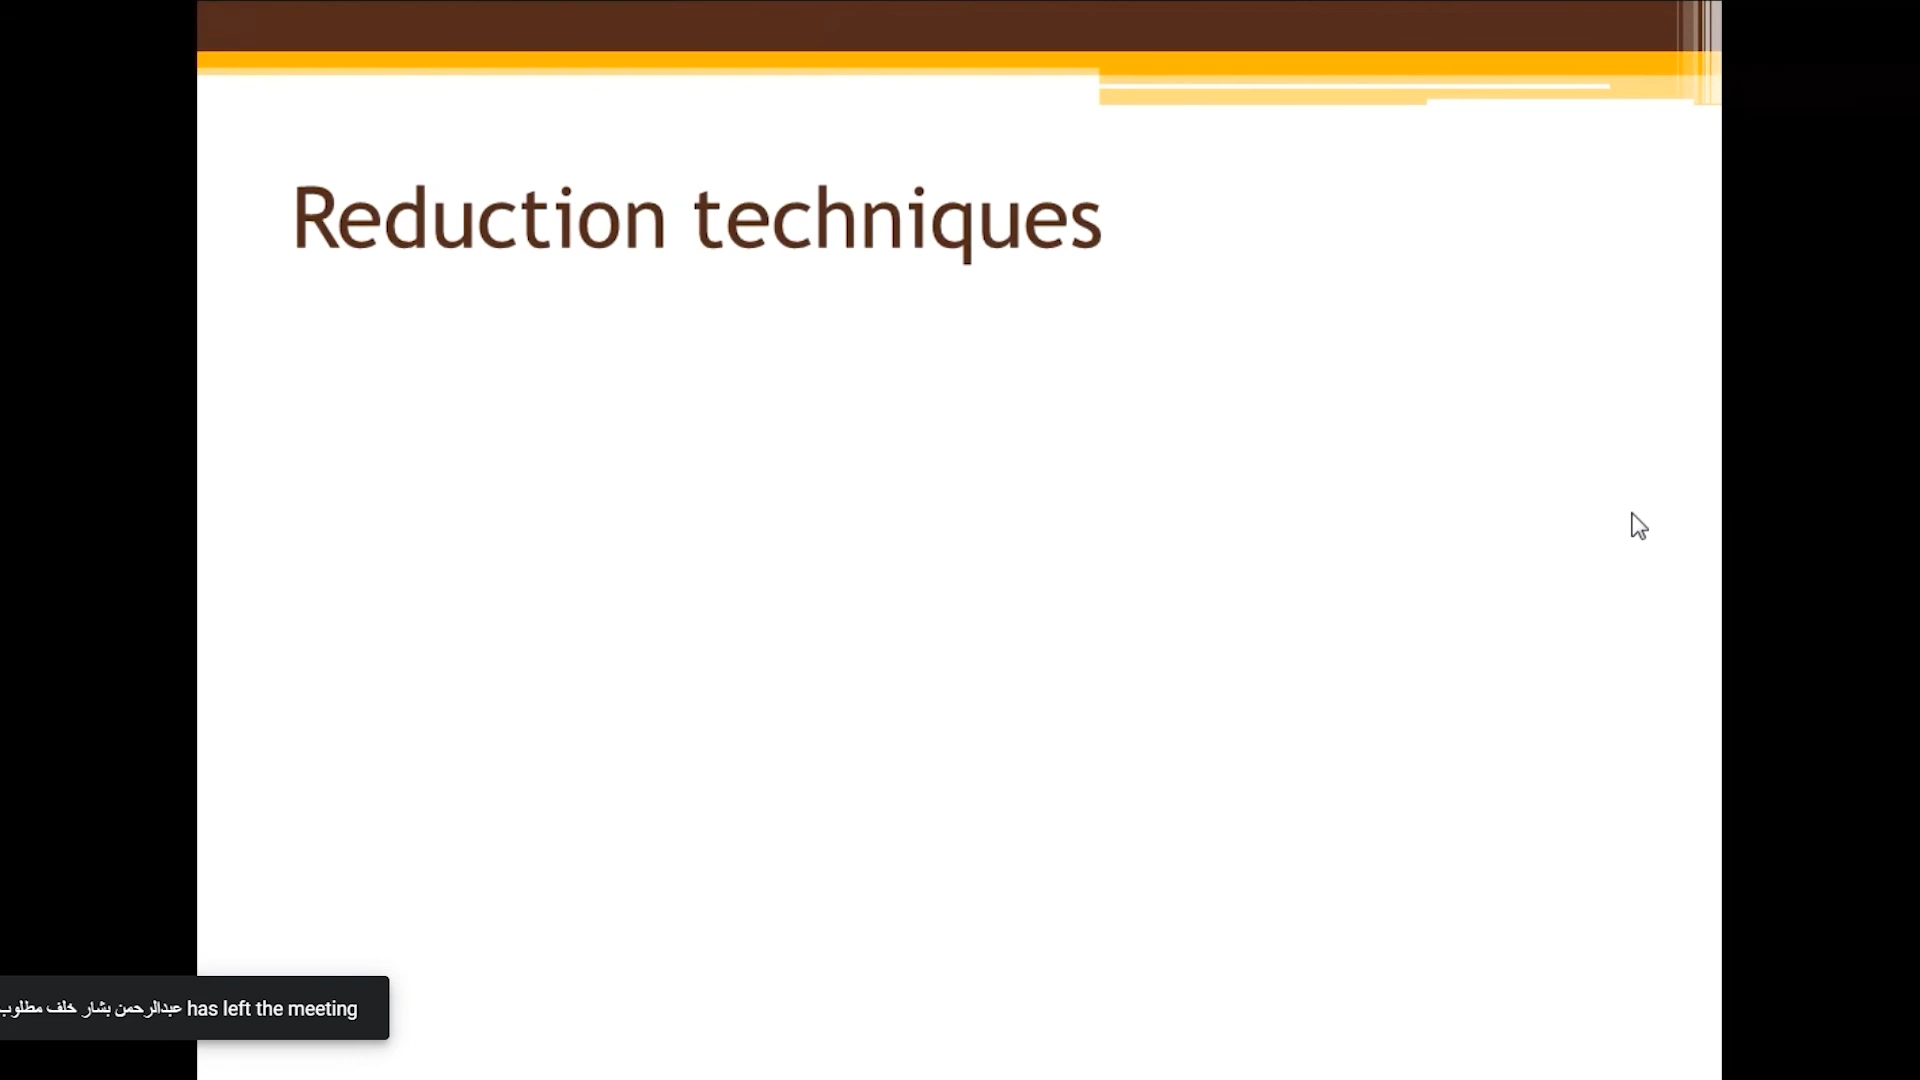 Reduction techniques
عبدالرحمن بشار خلف مطلوب has left the meeting